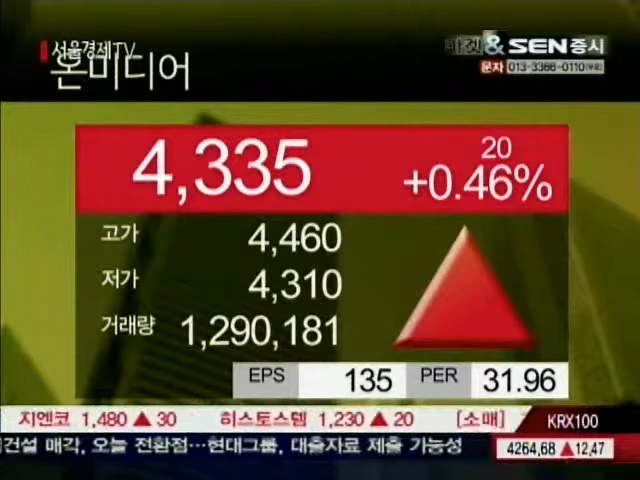 서울경제TV
온미디어
마켓&SEN증시
문자 013-3366-0110(유료)
4,335
20
+0.46%
고가 4,460
저가 4,310
거래량 1,290,181
EPS 135 PER 31.96
지엔코 1,480 ▲ 30 히스토스템 1,230 ▲ 20 [소매]
KRX100
건설 매각, 오늘 전환점…현대그룹, 대출자료 제출 가능성
4264,68 ▲12,47